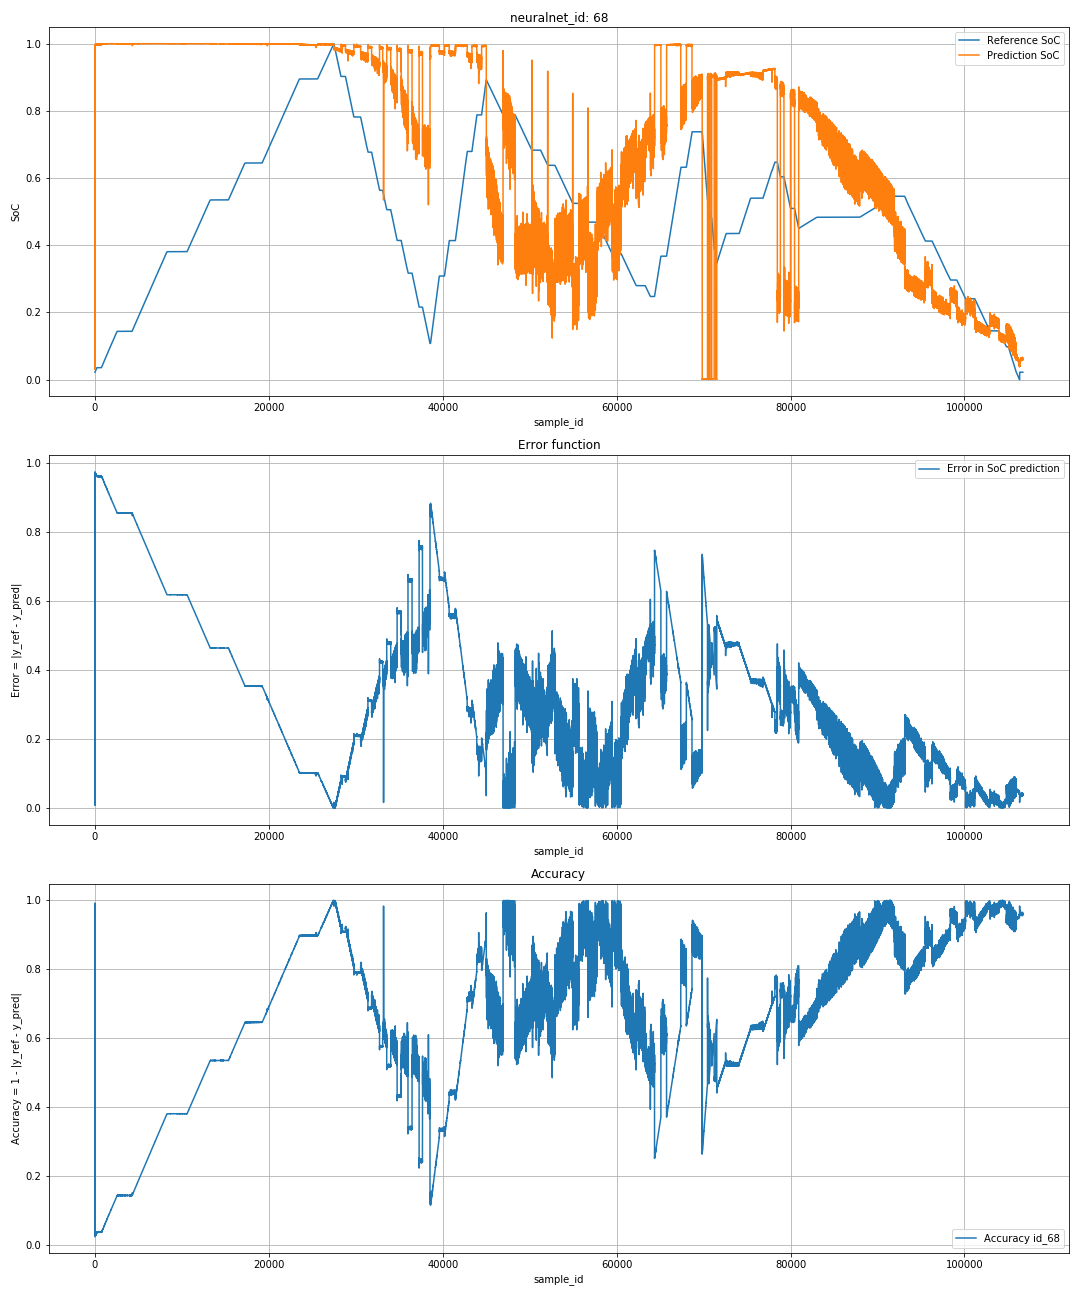 neuralnet_id: 68
1.0
0.8
0.6
0.4
0.2
0.0
SoC
Reference SoC
Prediction SoC
0
20000
40000
60000
80000
100000
sample_id
Error function
1.0
0.8
0.6
0.4
0.2
0.0
Error = |y_ref - y_pred|
Error in SoC prediction
0
20000
40000
60000
80000
100000
sample_id
Accuracy
1.0
0.8
0.6
0.4
0.2
0.0
Accuracy = 1 - |y_ref - y_pred|
Accuracy id_68
0
20000
40000
60000
80000
100000
sample_id